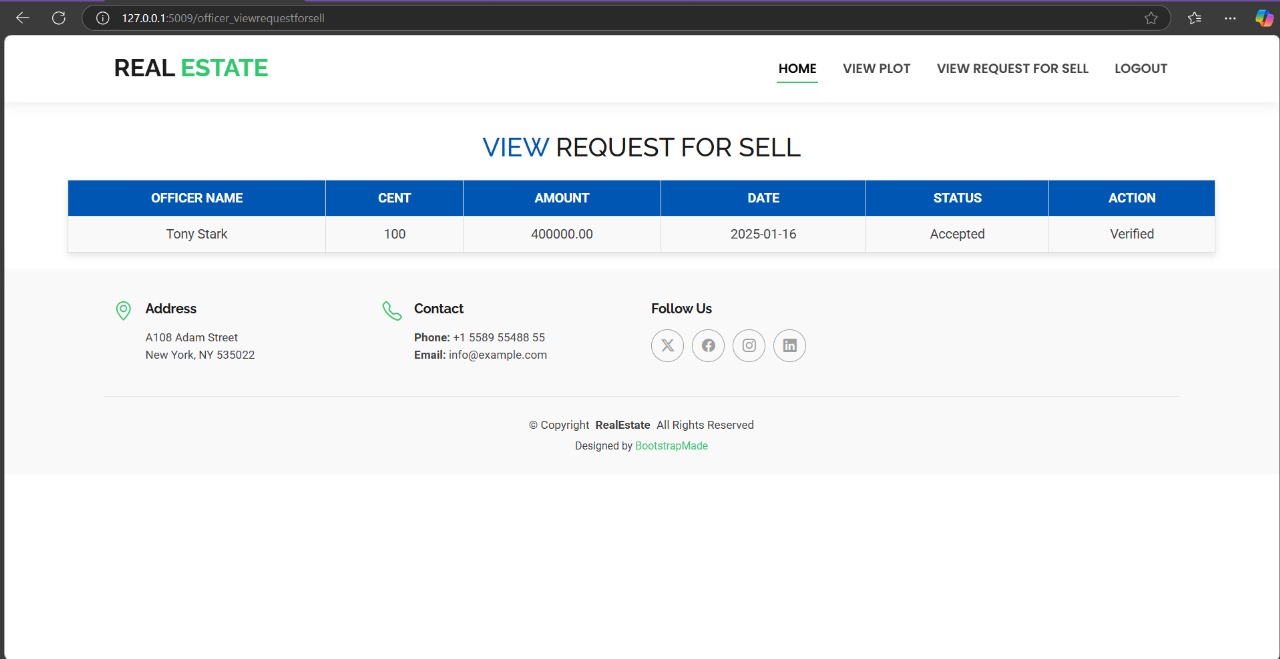 127.0.0.1:5009/officer_viewrequestforsell
REAL ESTATE
HOME VIEW PLOT VIEW REQUEST FOR SELL LOGOUT
VIEW REQUEST FOR SELL
OFFICER NAME CENT AMOUNT DATE STATUS ACTION
Tony Stark 100 400000.00 2025-01-16 Accepted Verified
Address
A108 Adam Street
New York, NY 535022
Contact
Phone: +1 5589 55488 55
Email: info@example.com
Follow Us
© Copyright RealEstate All Rights Reserved
Designed by BootstrapMade